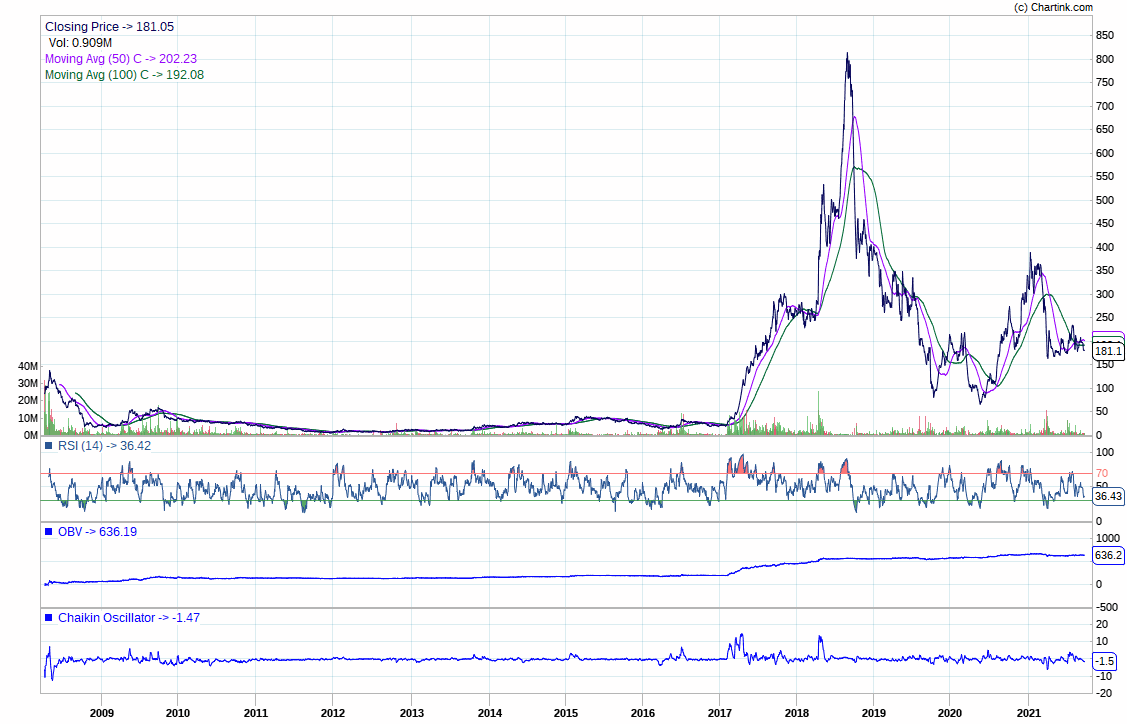 (c) Chartink.com
Closing Price -> 181.05
Vol: 0.909M
Moving Avg (50) C -> 202.23
Moving Avg (100) C -> 192.08
850
800
750
700
650
600
550
500
450
400
350
300
250
181.1
150
100
50
0
40M
30M
20M
10M
0M
RSI (14) -> 36.42
100
70
50
36.43
0
OBV -> 636.19
1000
636.2
0
-500
Chaikin Oscillator -> -1.47
20
10
-1.5
-10
-20
2009 2010 2011 2012 2013 2014 2015 2016 2017 2018 2019 2020 2021